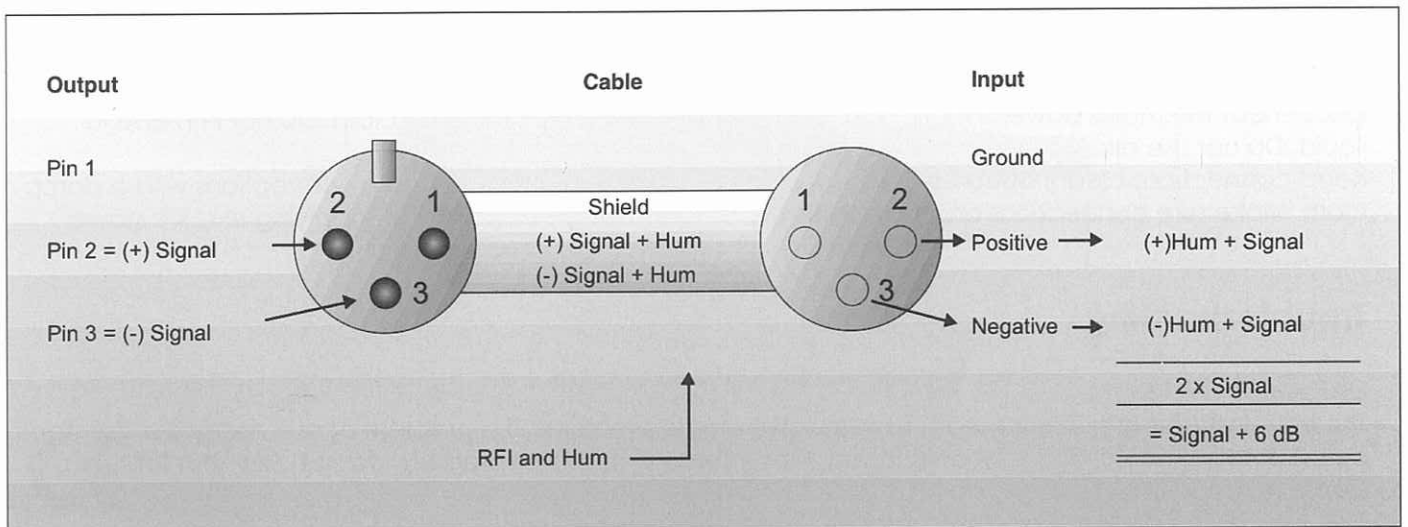 Output
Cable
Input
Pin 1
Ground
2
1
Shield
1
2
Pin 2 = (+) Signal
(+) Signal + Hum
Positive
(+)Hum + Signal
(-) Signal + Hum
3
3
Pin 3 = (-) Signal
Negative
(-)Hum + Signal
2 x Signal
= Signal + 6 dB
RFI and Hum